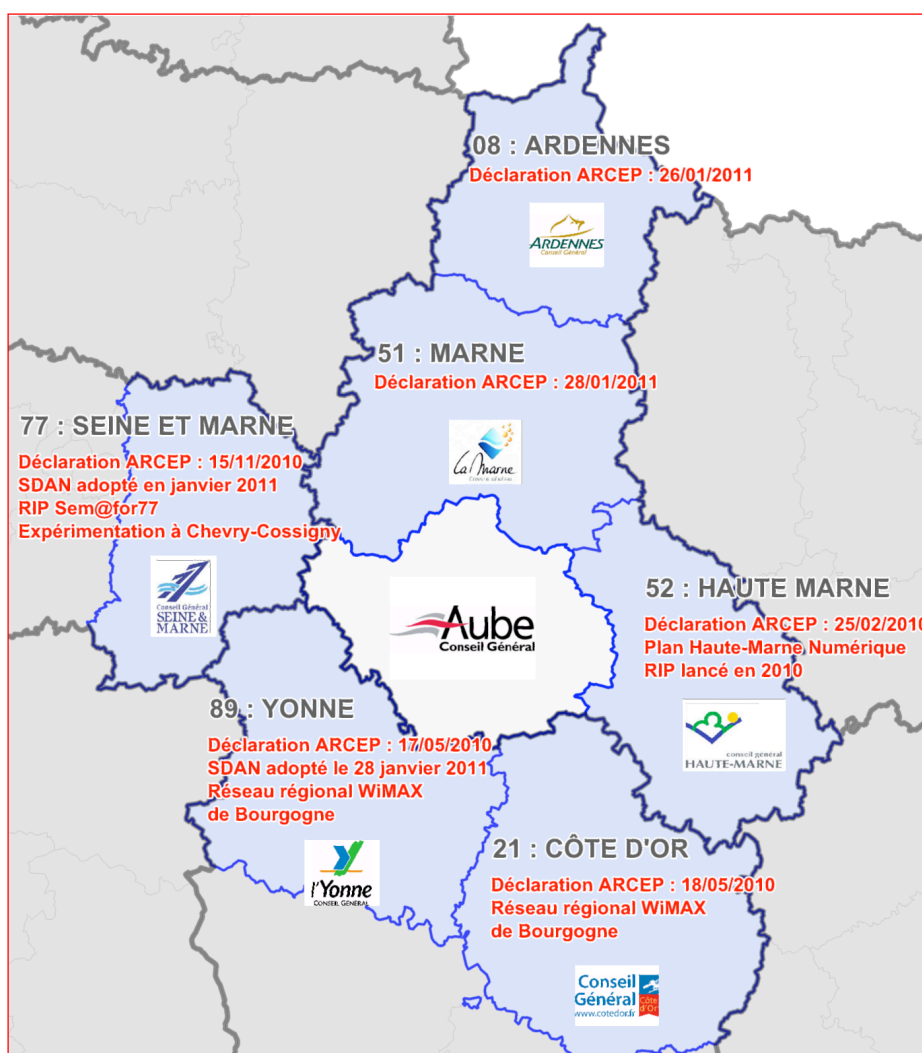 08 : ARDENNES
Déclaration ARCEP : 26/01/2011
ARDENNES
Conseil Général
51 : MARNE
Déclaration ARCEP : 28/01/2011
La Marne
CONSEIL GÉNÉRAL
77 : SEINE ET MARNE
Déclaration ARCEP : 15/11/2010
SDAN adopté en janvier 2011
RIP Sem@for77
Expérimentation à Chevry-Cossigny
Conseil Général
SEINE &
MARNE
Aube
Conseil Général
52 : HAUTE MARNE
Déclaration ARCEP : 25/02/2010
Plan Haute-Marne Numérique
RIP lancé en 2010
conseil général
HAUTE-MARNE
89 : YONNE
Déclaration ARCEP : 17/05/2010
SDAN adopté le 28 janvier 2011
Réseau régional WiMAX
de Bourgogne
l'Yonne
CONSEIL GÉNÉRAL
21 : CÔTE D'OR
Déclaration ARCEP : 18/05/2010
Réseau régional WiMAX
de Bourgogne
Conseil
Général
Côte
d'Or
www.cotedor.fr